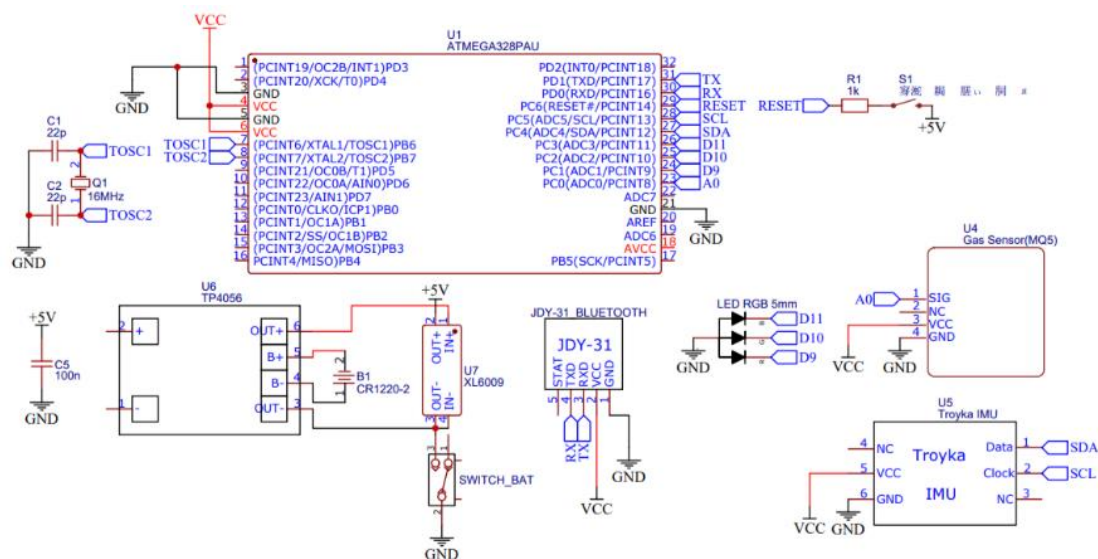 VCC
U1
ATMEGA328PAU
1 (PCINT19/OC2B/INT1)PD3
2 (PCINT20/XCK/T0)PD4
3 GND
4 VCC
5 GND
6 VCC
7 (PCINT6/XTAL1/TOSC1)PB6
8 (PCINT7/XTAL2/TOSC2)PB7
9 (PCINT21/OC0B/T1)PD5
10 (PCINT22/OC0A/AIN0)PD6
11 (PCINT23/AIN1)PD7
12 (PCINT0/CLKO/ICP1)PB0
13 (PCINT1/OC1A)PB1
14 (PCINT2/SS/OC1B)PB2
15 (PCINT3/OC2A/MOSI)PB3
16 PCINT4/MISO)PB4
PD2(INT0/PCINT18) 32
PD1(TXD/PCINT17) 31 TX
PD0(RXD/PCINT16) 30 RX
PC6(RESET#/PCINT14) 29 RESET
PC5(ADC5/SCL/PCINT13) 28 SCL
PC4(ADC4/SDA/PCINT12) 27 SDA
PC3(ADC3/PCINT11) 26 D11
PC2(ADC2/PCINT10) 25 D10
PC1(ADC1/PCINT9) 24 D9
PC0(ADC0/PCINT8) 23 A0
ADC7 22
GND 21
AREF 20
ADC6 19
AVCC 18
PB5(SCK/PCINT5) 17
GND
GND
TOSC1
TOSC2
C1
22p
TOSC1
2
Q1
16MHz
1
C2
22p
TOSC2
GND
RESET
R1
1k
S1
+5V
U4
Gas Sensor(MQ5)
A0
1 SIG
2 NC
3 VCC
4 GND
VCC
GND
+5V
C5
100n
GND
U6
TP4056
2 +
1 -
OUT+ 6
B+ 5
B- 4
OUT- 3
2
B1
CR1220-2
1
+5V
2 1
OUT+ IN+
U7
XL6009
OUT- IN-
3 4
3 1
SWITCH_BAT
2
GND
JDY-31_BLUETOOTH
JDY-31
STAT TXD RXD VCC GND
5 4 3 2 1
RX TX
VCC
GND
LED RGB 5mm
D11
D10
D9
GND
U5
Troyka IMU
4 NC
5 VCC
6 GND
Troyka
IMU
Data 1 SDA
Clock 2 SCL
NC 3
VCC
GND